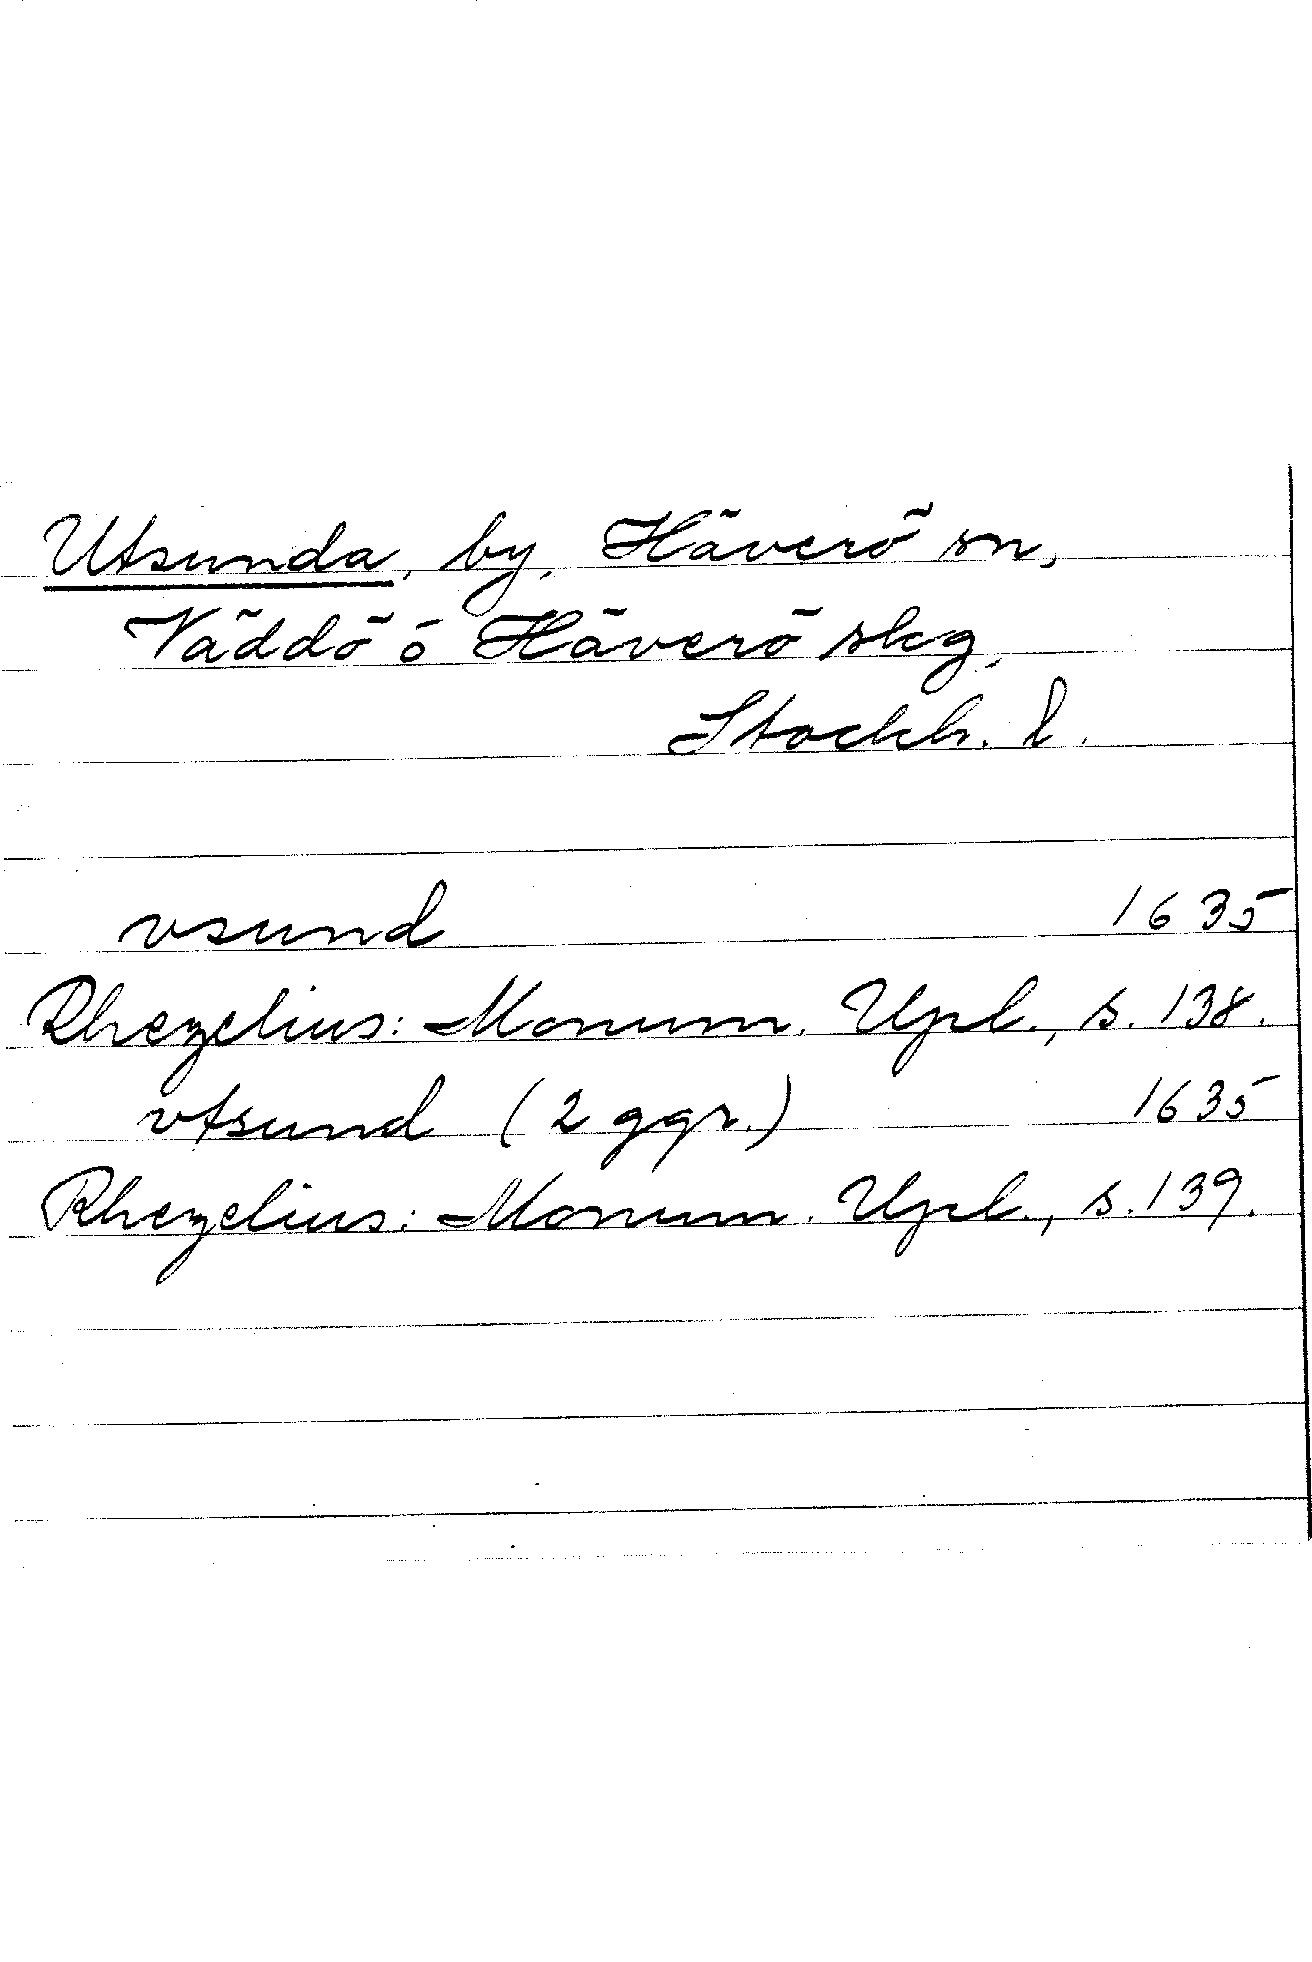 Utsunda, by, Häverö sn,
Väddö o Häverö skg,
Stockh. l.
vsund 1635
Rhezelius: Monum. Upl., s. 138.
vtsund (2 ggr.) 1635
Rhezelius: Monum. Upl., s. 139.